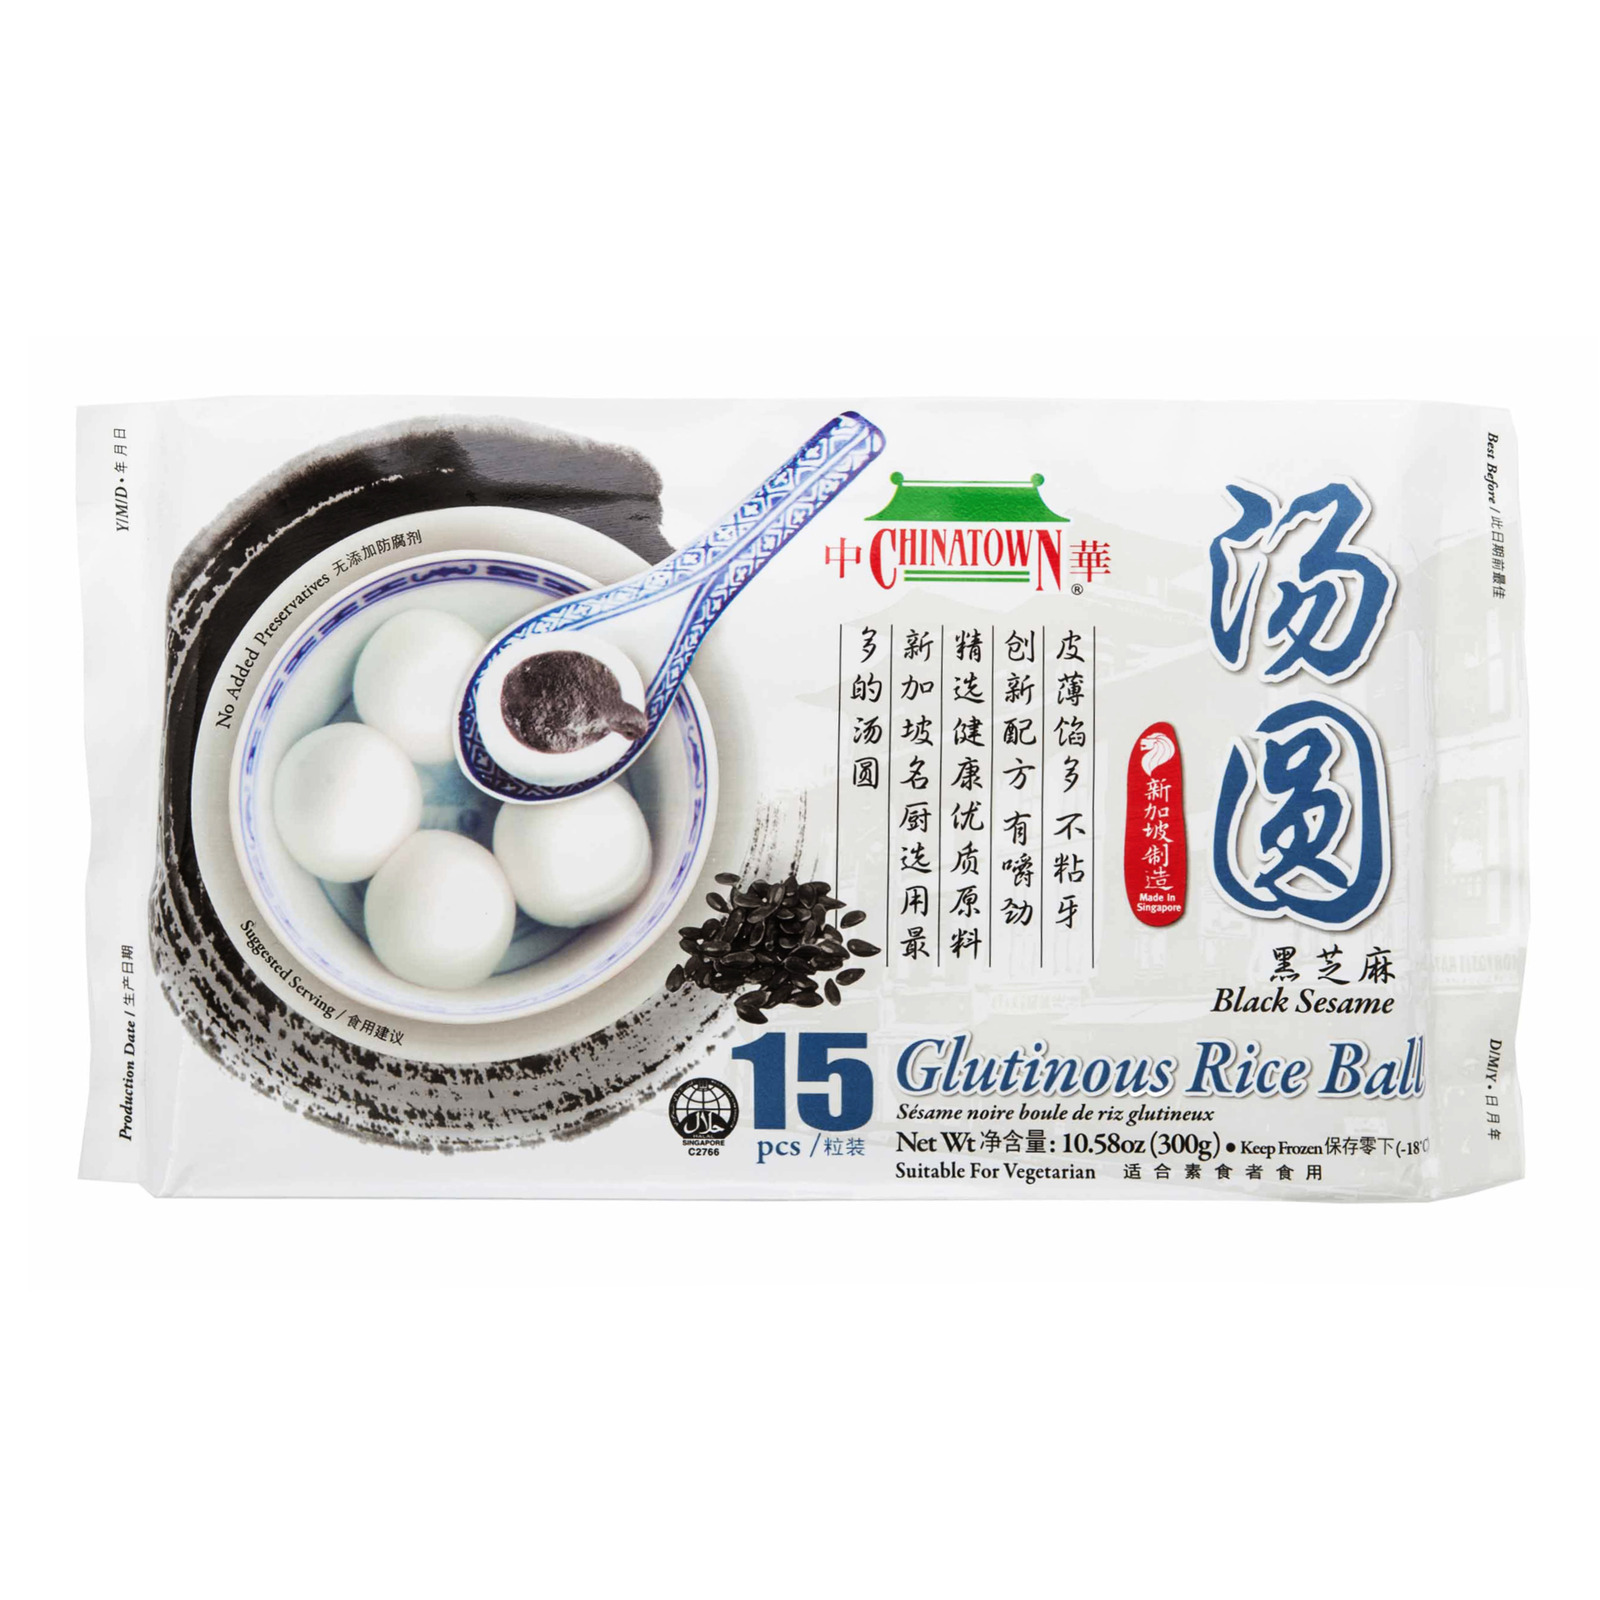 Y/M/D • 年月日
Production Date / 生产日期
No Added Preservatives 无添加防腐剂
Suggested Serving / 食用建议
中 CHINATOWN 華
®
皮薄馅多 不粘牙
创新配方 有嚼劲
精选健康优质原料
新加坡名厨选用最
多的汤圆
新加坡制造
Made In
Singapore
汤圆
黑芝麻
Black Sesame
HALAL
SINGAPORE
C2766
15
pcs / 粒装
Glutinous Rice Ball
Sésame noire boule de riz glutineux
Net Wt 净含量: 10.58oz (300g) • Keep Frozen 保存零下 (-18°C
Suitable For Vegetarian 适合素食者食用
Best Before / 此日期前最佳
D/M/Y • 日月年